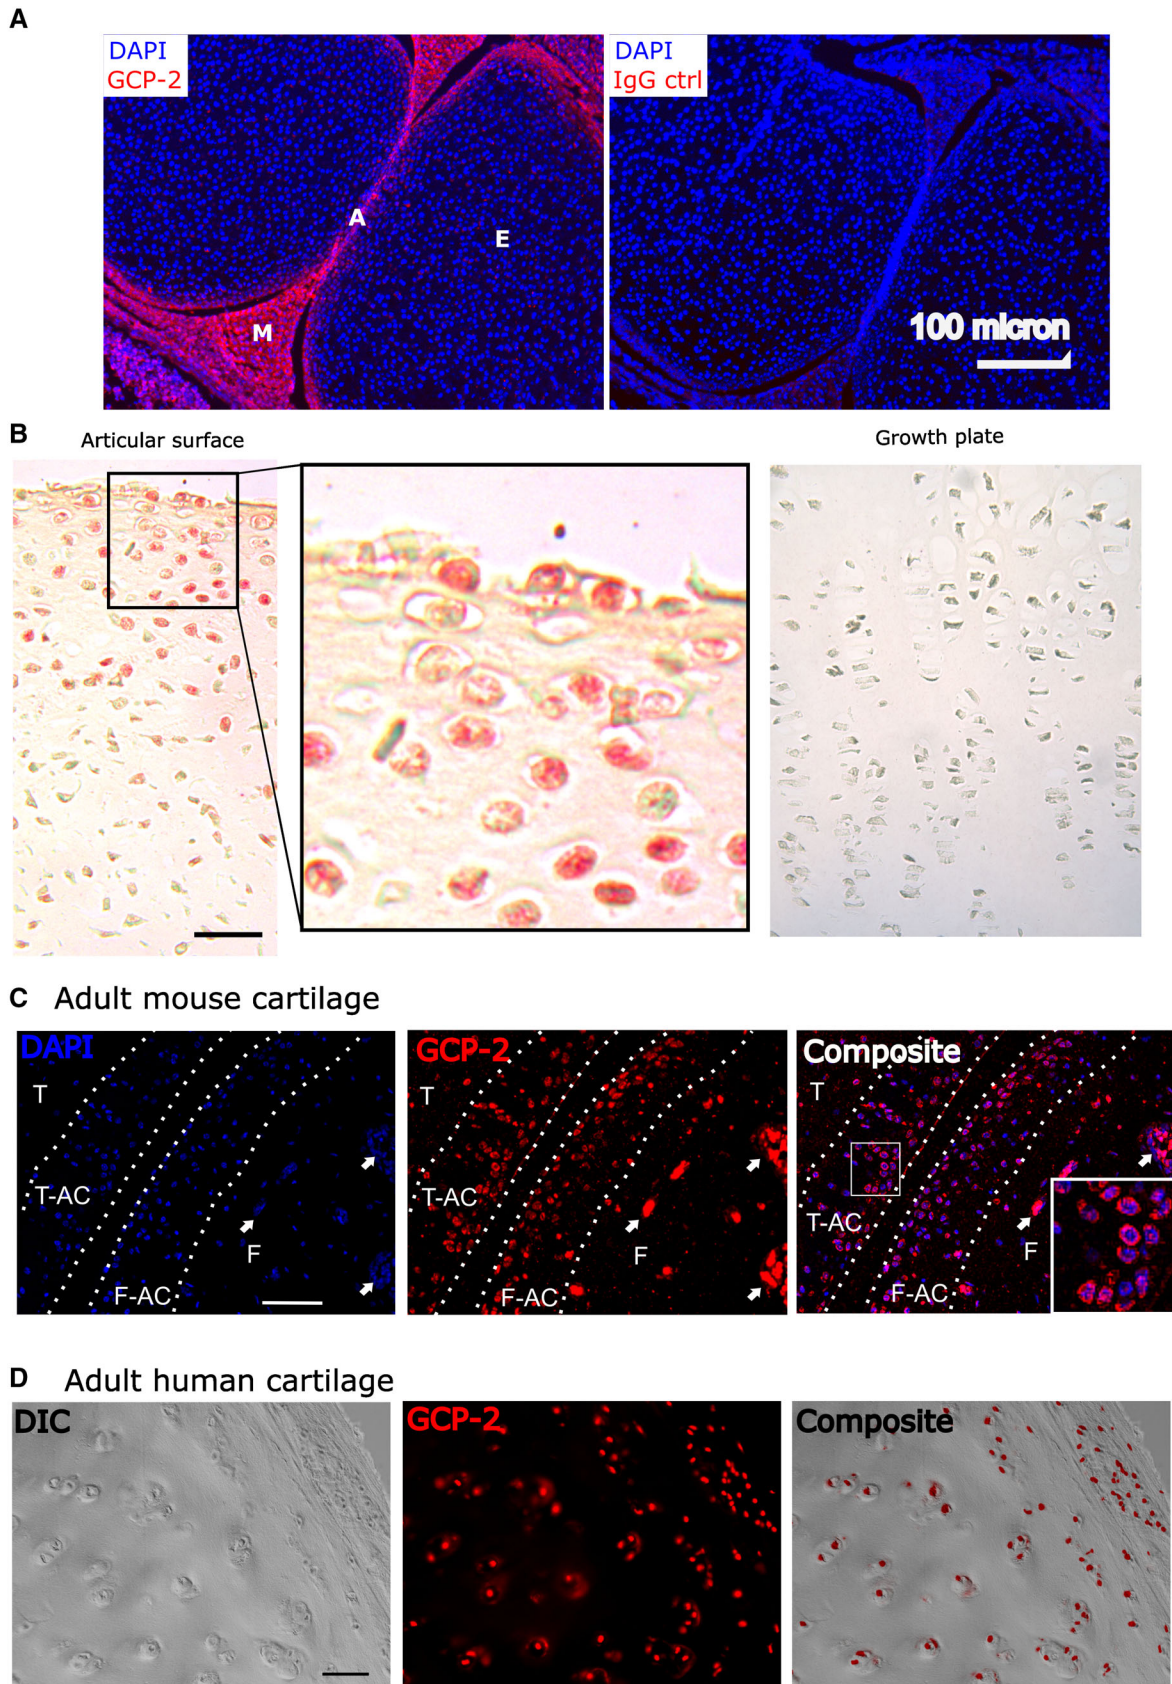 A
DAPI
GCP-2
A
E
M
DAPI
IgG ctrl
100 micron
B
Articular surface
Growth plate
C Adult mouse cartilage
DAPI
T
T-AC
F
F-AC
GCP-2
T
T-AC
F
F-AC
Composite
T
T-AC
F
F-AC
D Adult human cartilage
DIC
GCP-2
Composite